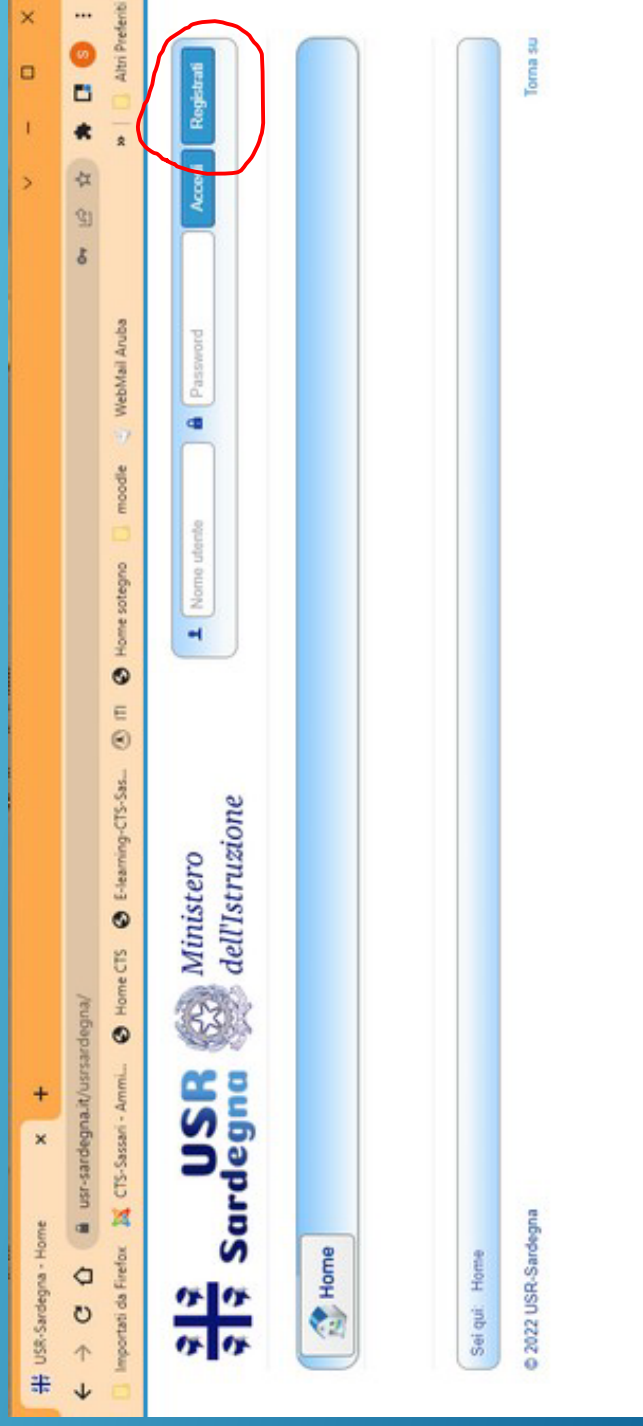 USR-Sardegna - Home
usr-sardegna.it/usrsardegna/
S
Importati da Firefox CTS-Sassari - Ammi... Home CTS E-learning-CTS-Sas... ITI Home sotegno moodle WebMail Aruba » Altri Preferiti
USR Sardegna
Ministero
dell'Istruzione
Nome utente Password Accedi Registrati
Home
Sei qui: Home
© 2022 USR-Sardegna Torna su